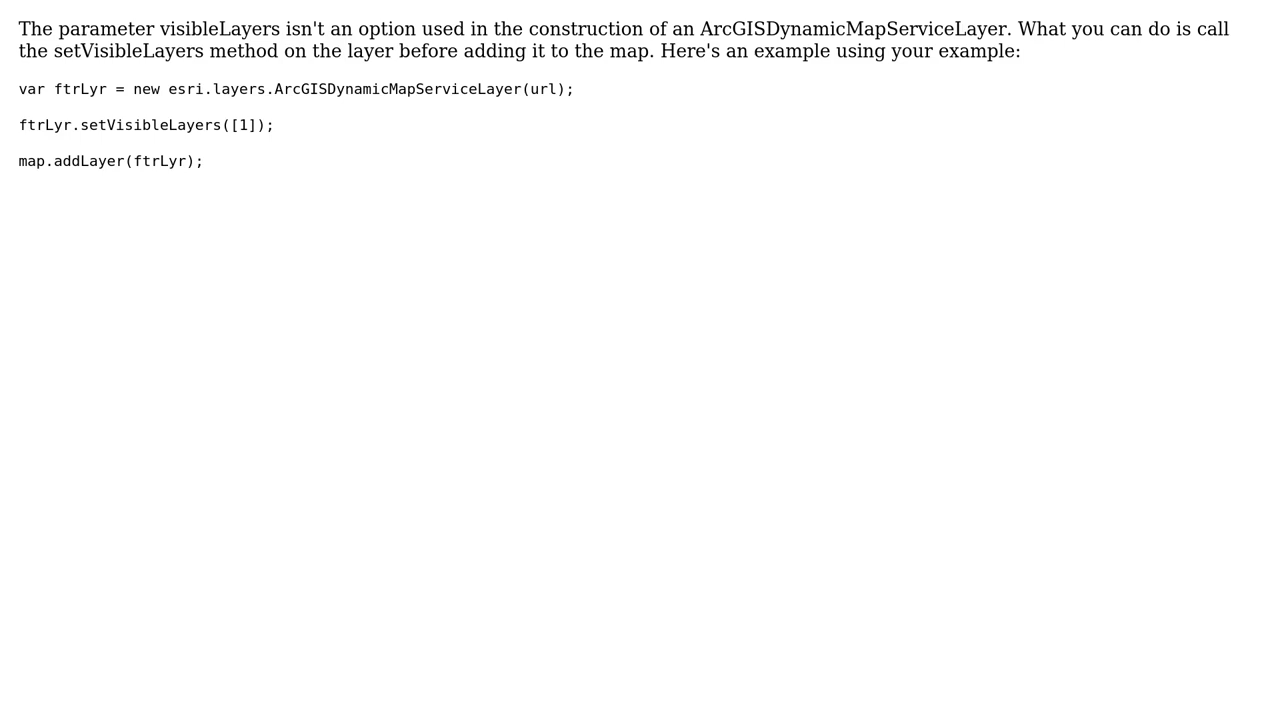 The parameter visibleLayers isn't an option used in the construction of an ArcGISDynamicMapServiceLayer. What you can do is call
the setVisibleLayers method on the layer before adding it to the map. Here's an example using your example:
var ftrLyr = new esri.layers.ArcGISDynamicMapServiceLayer(url);
ftrLyr.setVisibleLayers([1]);
map.addLayer(ftrLyr);